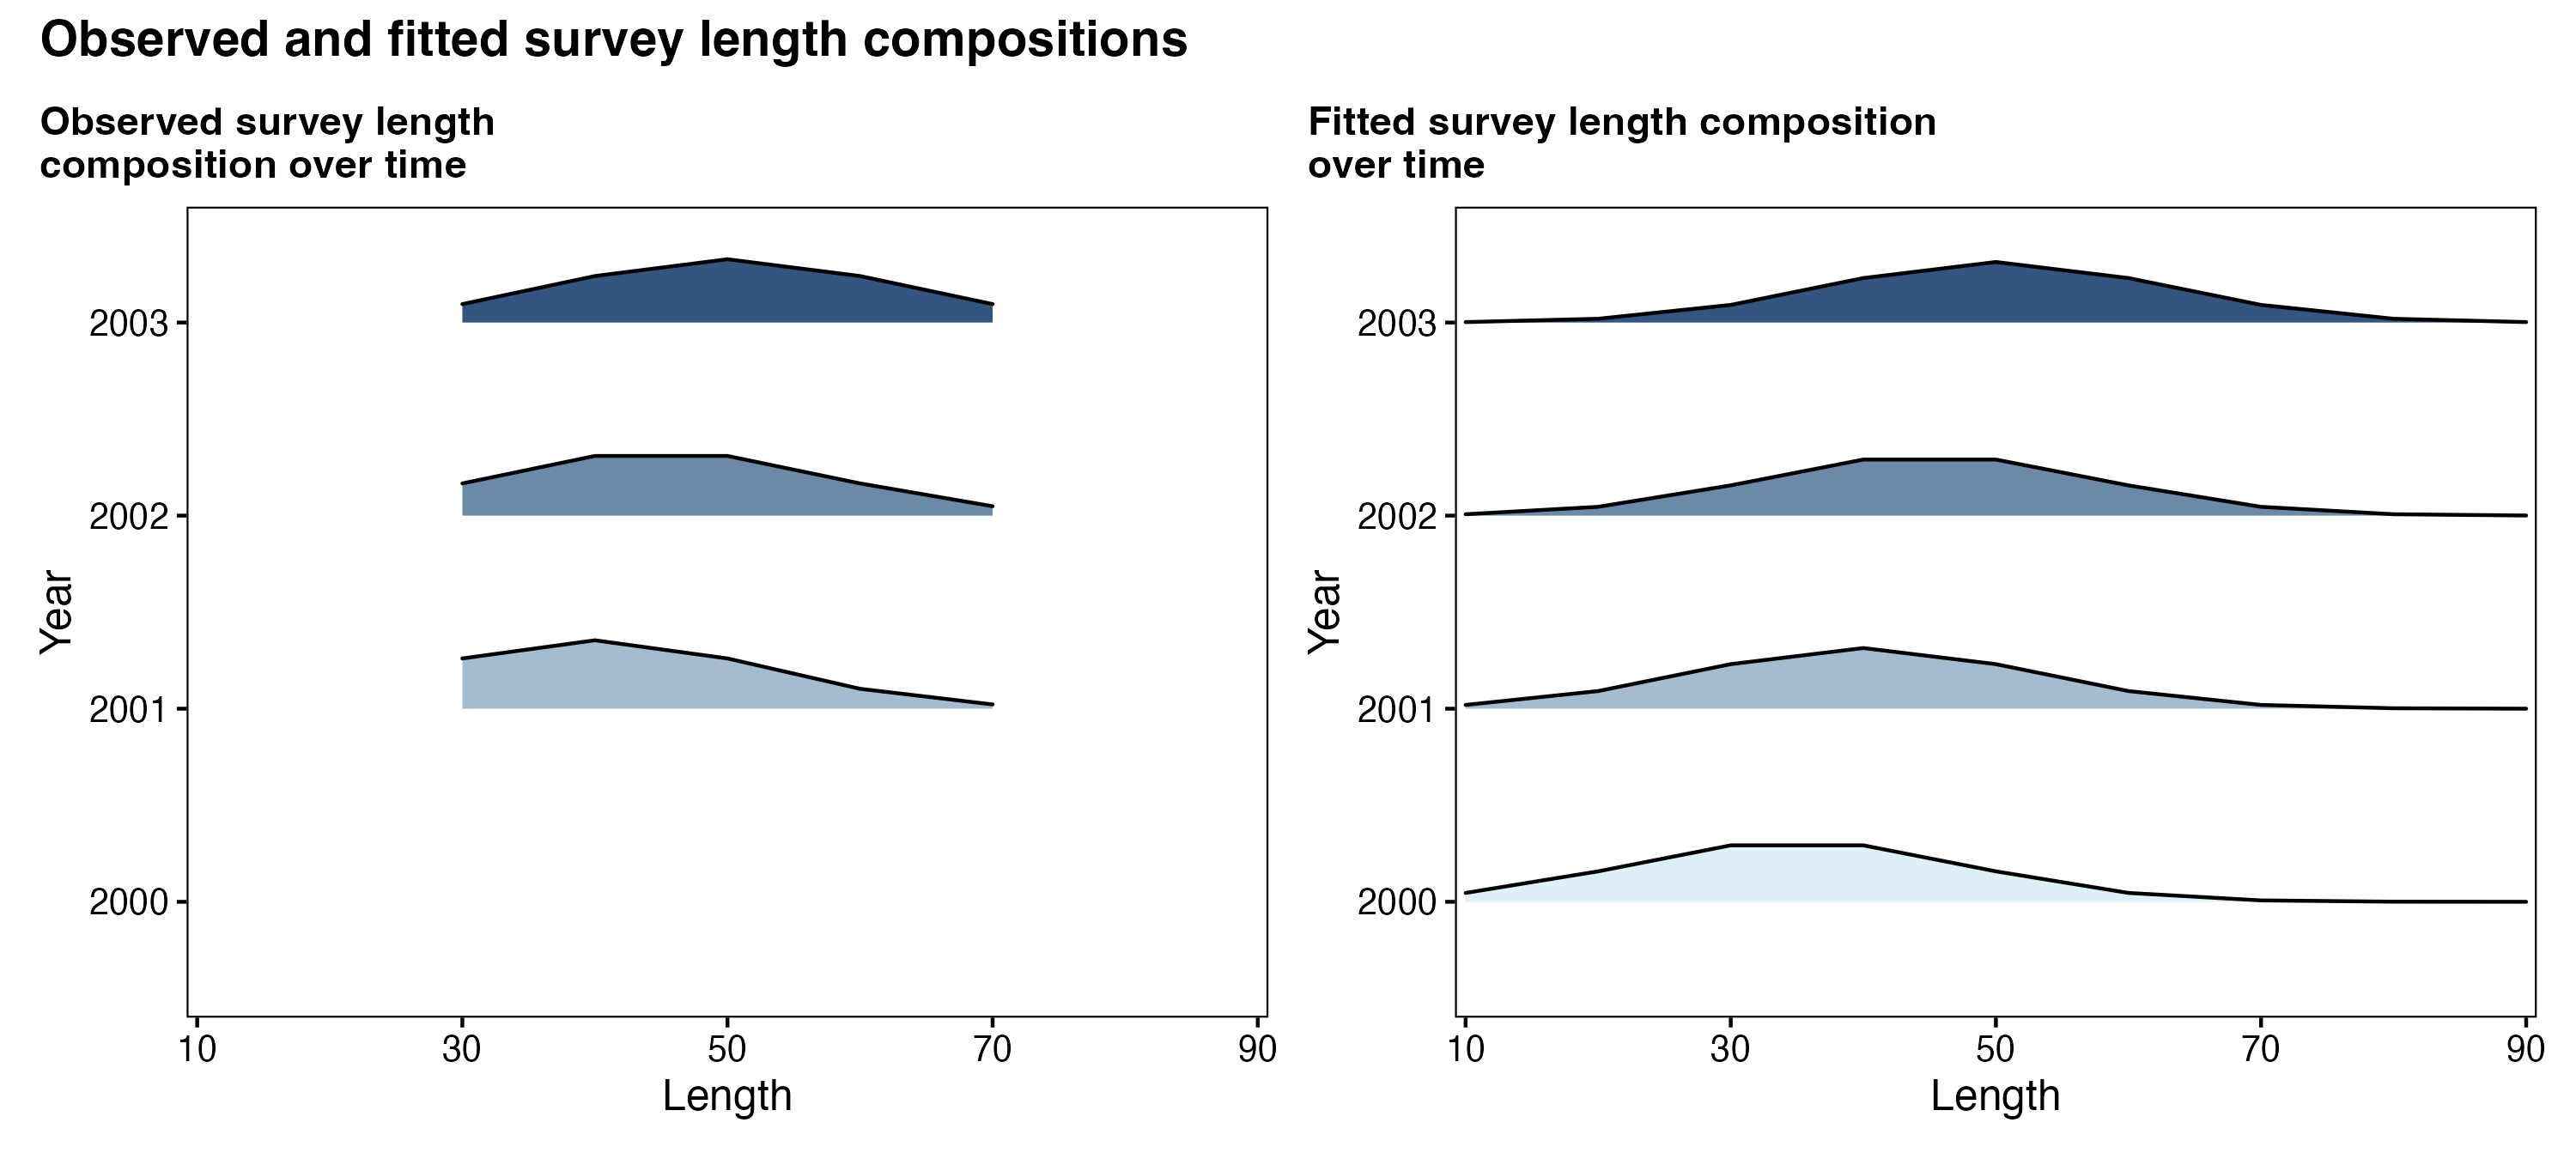 Observed and fitted survey length compositions
Observed survey length
composition over time
2003
2002
2001
2000
Year
10 30 50 70 90
Length
Fitted survey length composition
over time
2003
2002
2001
2000
Year
10 30 50 70 90
Length